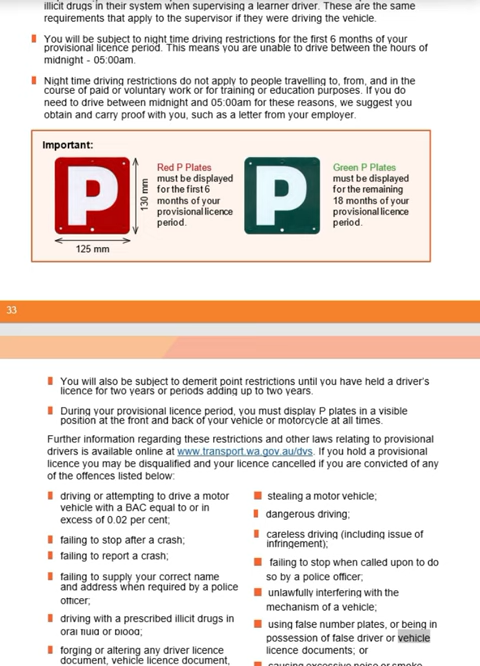 illicit drugs in their system when supervising a learner driver. These are the same
requirements that apply to the supervisor if they were driving the vehicle.
You will be subject to night time driving restrictions for the first 6 months of your
provisional licence period. This means you are unable to drive between the hours of
midnight - 05:00am.
Night time driving restrictions do not apply to people travelling to, from, and in the
course of paid or voluntary work or for training or education purposes. If you do
need to drive between midnight and 05:00am for these reasons, we suggest you
obtain and carry proof with you, such as a letter from your employer.
Important:
P
130 mm
125 mm
Red P Plates
must be displayed
for the first 6
months of your
provisional licence
period.
P
Green P Plates
must be displayed
for the remaining
18 months of your
provisional licence
period.
33
You will also be subject to demerit point restrictions until you have held a driver's
licence for two years or periods adding up to two years.
During your provisional licence period, you must display P plates in a visible
position at the front and back of your vehicle or motorcycle at all times.
Further information regarding these restrictions and other laws relating to provisional
drivers is available online at www.transport.wa.gov.au/dvs. If you hold a provisional
licence you may be disqualified and your licence cancelled if you are convicted of any
of the offences listed below:
driving or attempting to drive a motor
vehicle with a BAC equal to or in
excess of 0.02 per cent;
failing to stop after a crash;
failing to report a crash;
failing to supply your correct name
and address when required by a police
officer;
driving with a prescribed illicit drugs in
oral fluid or blood;
forging or altering any driver licence
document, vehicle licence document,
stealing a motor vehicle;
dangerous driving;
careless driving (including issue of
infringement);
failing to stop when called upon to do
so by a police officer;
unlawfully interfering with the
mechanism of a vehicle;
using false number plates, or being in
possession of false driver or vehicle
licence documents; or
causing excessive noise or smoke